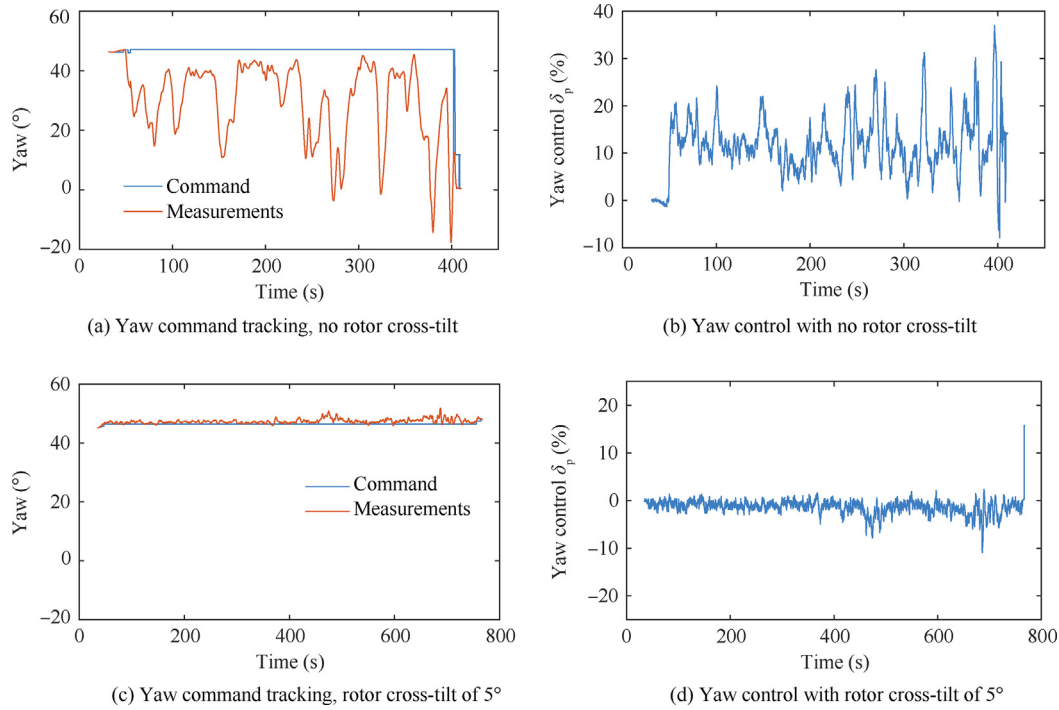 60
40
20
0
−20
Yaw (°)
Command
Measurements
0
100
200
300
400
500
Time (s)
(a) Yaw command tracking, no rotor cross-tilt
40
30
20
10
0
−10
Yaw control δp (%)
0
100
200
300
400
Time (s)
(b) Yaw control with no rotor cross-tilt
60
40
20
0
−20
Yaw (°)
Command
Measurements
0
200
400
600
800
Time (s)
(c) Yaw command tracking, rotor cross-tilt of 5°
20
10
0
−10
−20
Yaw control δp (%)
0
200
400
600
800
Time (s)
(d) Yaw control with rotor cross-tilt of 5°